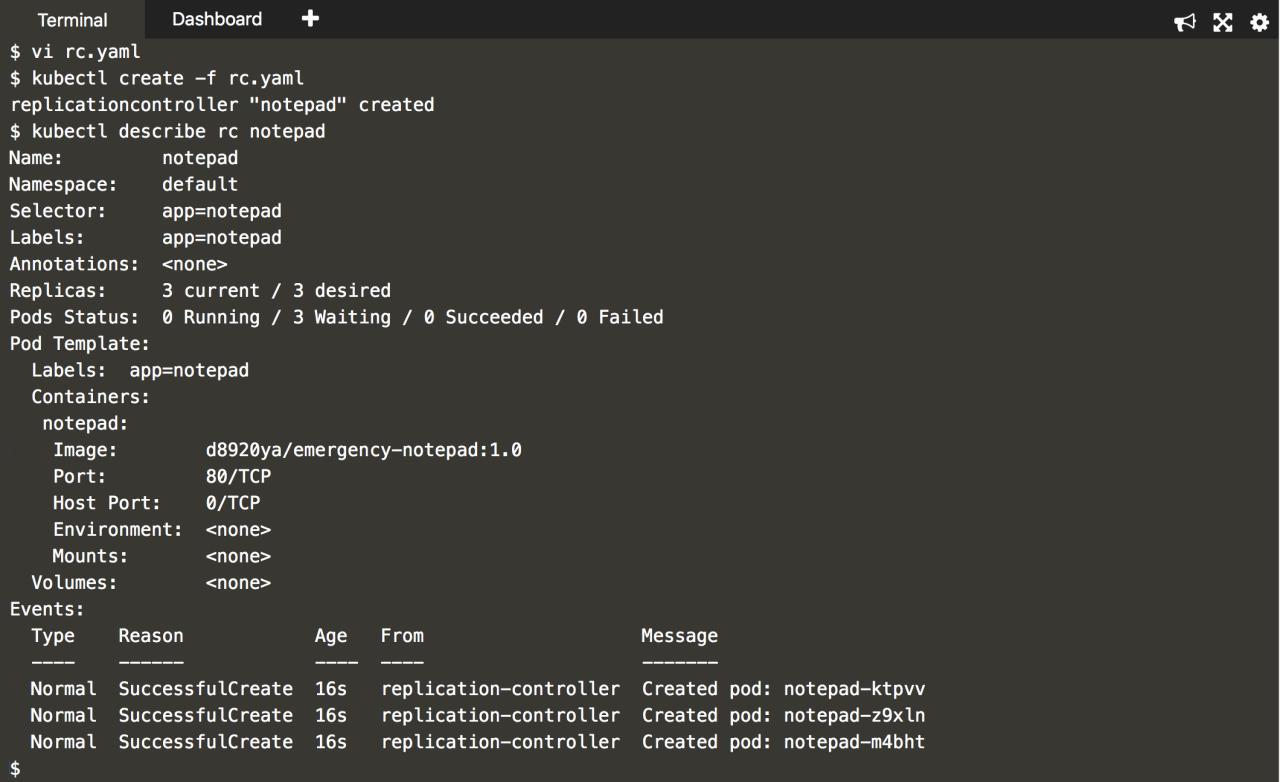 Terminal Dashboard +
$ vi rc.yaml
$ kubectl create -f rc.yaml
replicationcontroller "notepad" created
$ kubectl describe rc notepad
Name:         notepad
Namespace:    default
Selector:     app=notepad
Labels:       app=notepad
Annotations:  <none>
Replicas:     3 current / 3 desired
Pods Status:  0 Running / 3 Waiting / 0 Succeeded / 0 Failed
Pod Template:
  Labels:  app=notepad
  Containers:
   notepad:
    Image:        d8920ya/emergency-notepad:1.0
    Port:         80/TCP
    Host Port:    0/TCP
    Environment:  <none>
    Mounts:       <none>
  Volumes:        <none>
Events:
  Type    Reason            Age   From                    Message
  ----    ------            ----  ----                    -------
  Normal  SuccessfulCreate  16s   replication-controller  Created pod: notepad-ktpvv
  Normal  SuccessfulCreate  16s   replication-controller  Created pod: notepad-z9xln
  Normal  SuccessfulCreate  16s   replication-controller  Created pod: notepad-m4bht
$